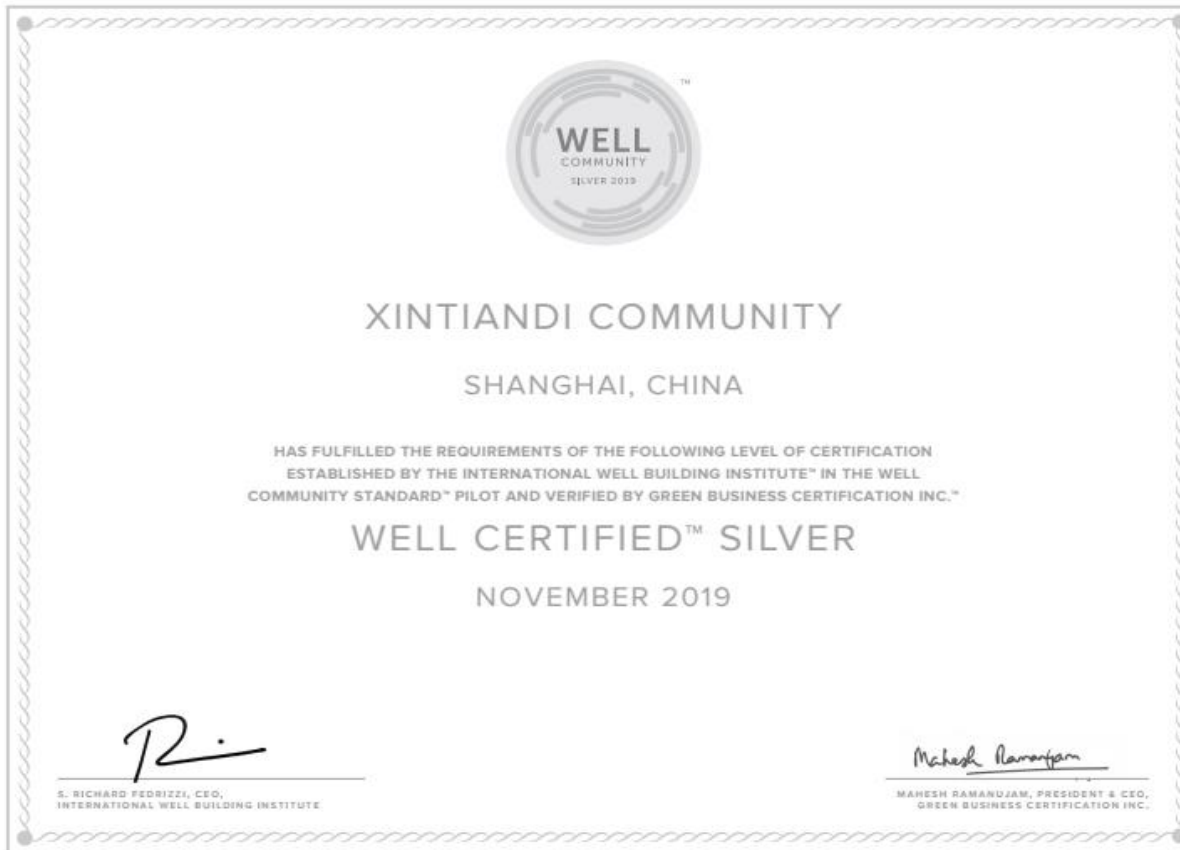 WELL
COMMUNITY
SILVER 2019
™
XINTIANDI COMMUNITY
SHANGHAI, CHINA
HAS FULFILLED THE REQUIREMENTS OF THE FOLLOWING LEVEL OF CERTIFICATION
ESTABLISHED BY THE INTERNATIONAL WELL BUILDING INSTITUTE™ IN THE WELL
COMMUNITY STANDARD™ PILOT AND VERIFIED BY GREEN BUSINESS CERTIFICATION INC.™
WELL CERTIFIED™ SILVER
NOVEMBER 2019
Mahesh Ramanujam
S. RICHARD FEDRIZZI, CEO,
INTERNATIONAL WELL BUILDING INSTITUTE
MAHESH RAMANUJAM, PRESIDENT & CEO,
GREEN BUSINESS CERTIFICATION INC.